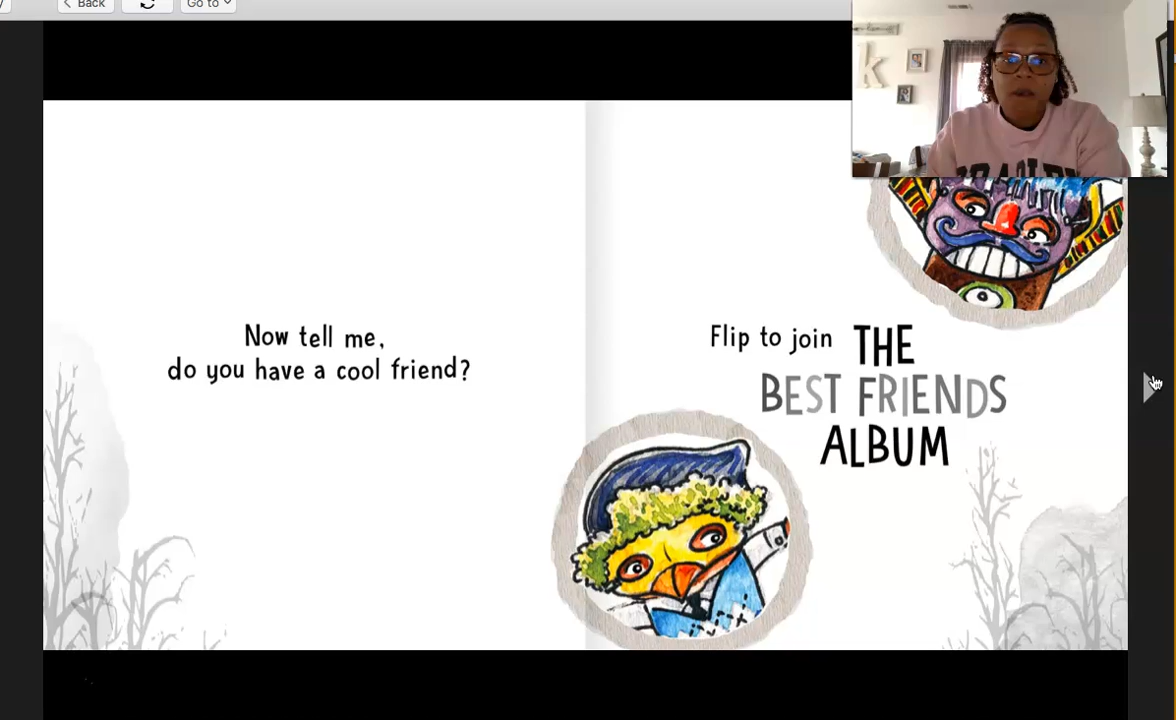 Back
Go to
Now tell me,
do you have a cool friend?
Flip to join THE
BEST FRIENDS
ALBUM